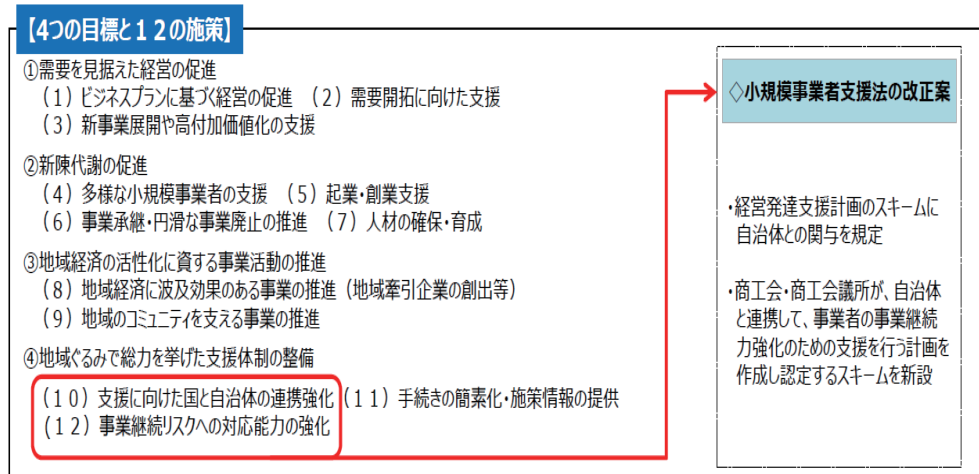 【4つの目標と12の施策】
①需要を見据えた経営の促進
(1)ビジネスプランに基づく経営の促進 (2)需要開拓に向けた支援
(3)新事業展開や高付加価値化の支援
②新陳代謝の促進
(4)多様な小規模事業者の支援 (5)起業・創業支援
(6)事業承継・円滑な事業廃止の推進 (7)人材の確保・育成
③地域経済の活性化に資する事業活動の推進
(8)地域経済に波及効果のある事業の推進(地域牽引企業の創出等)
(9)地域のコミュニティを支える事業の推進
④地域ぐるみで総力を挙げた支援体制の整備
(10)支援に向けた国と自治体の連携強化 (11)手続きの簡素化・施策情報の提供
(12)事業継続リスクへの対応能力の強化
◇小規模事業者支援法の改正案
・経営発達支援計画のスキームに
自治体との関与を規定
・商工会・商工会議所が、自治体
と連携して、事業者の事業継続
力強化のための支援を行う計画を
作成し認定するスキームを新設